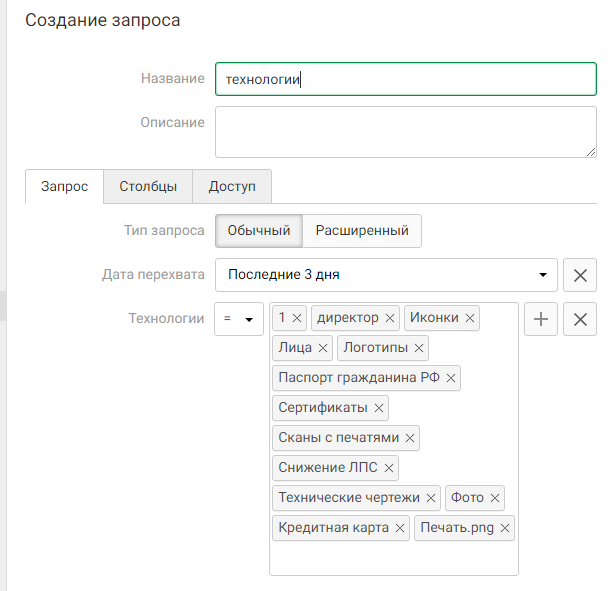 Создание запроса
Название технологии
Описание
Запрос Столбцы Доступ
Тип запроса Обычный Расширенный
Дата перехвата Последние 3 дня
Технологии = 1 директор Иконки
Лица Логотипы
Паспорт гражданина РФ
Сертификаты
Сканы с печатями
Снижение ЛПС
Технические чертежи Фото
Кредитная карта Печать.png